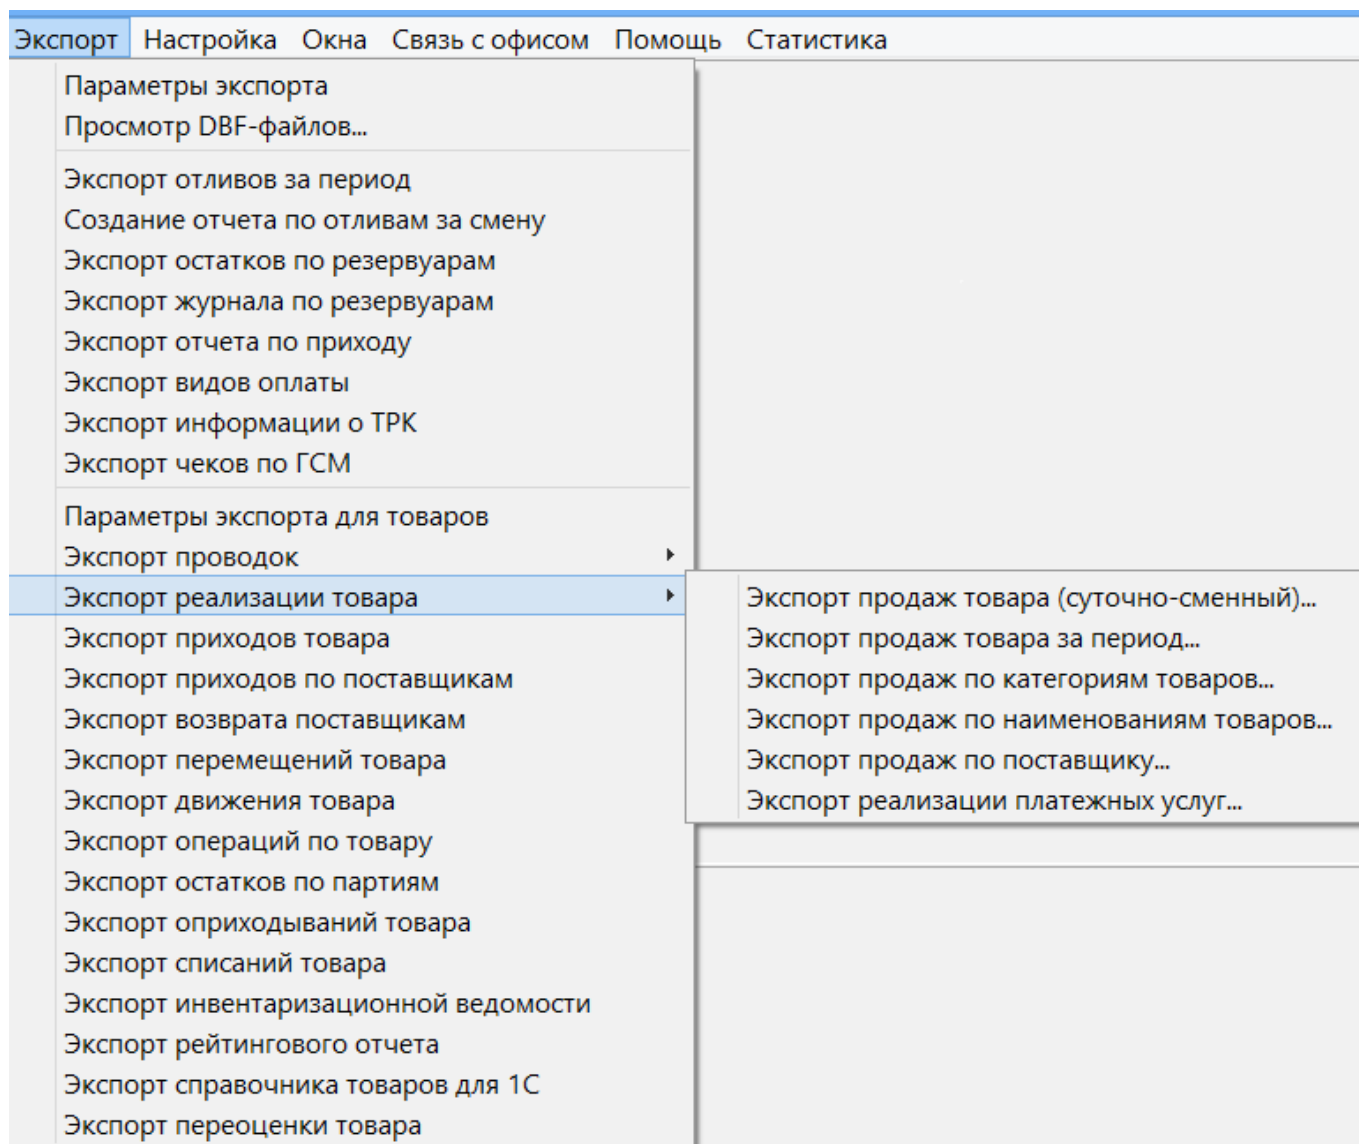 Экспорт Настройка Окна Связь с офисом Помощь Статистика
Параметры экспорта
Просмотр DBF-файлов...
Экспорт отливов за период
Создание отчета по отливам за смену
Экспорт остатков по резервуарам
Экспорт журнала по резервуарам
Экспорт отчета по приходу
Экспорт видов оплаты
Экспорт информации о ТРК
Экспорт чеков по ГСМ
Параметры экспорта для товаров
Экспорт проводок
Экспорт реализации товара
Экспорт приходов товара
Экспорт приходов по поставщикам
Экспорт возврата поставщикам
Экспорт перемещений товара
Экспорт движения товара
Экспорт операций по товару
Экспорт остатков по партиям
Экспорт оприходываний товара
Экспорт списаний товара
Экспорт инвентаризационной ведомости
Экспорт рейтингового отчета
Экспорт справочника товаров для 1С
Экспорт переоценки товара
Экспорт продаж товара (суточно-сменный)...
Экспорт продаж товара за период...
Экспорт продаж по категориям товаров...
Экспорт продаж по наименованиям товаров...
Экспорт продаж по поставщику...
Экспорт реализации платежных услуг...